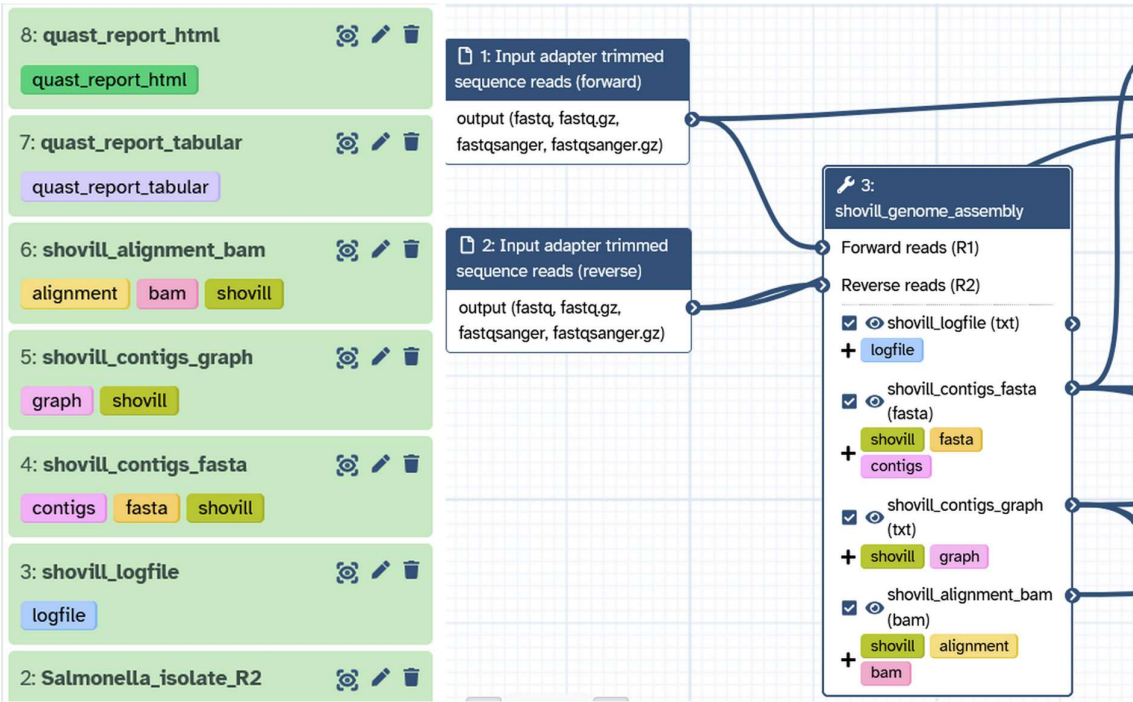 8: quast_report_html
quast_report_html
7: quast_report_tabular
quast_report_tabular
6: shovill_alignment_bam
alignment bam shovill
5: shovill_contigs_graph
graph shovill
4: shovill_contigs_fasta
contigs fasta shovill
3: shovill_logfile
logfile
2: Salmonella_isolate_R2
1: Input adapter trimmed
sequence reads (forward)
output (fastq, fastq.gz,
fastqsanger, fastqsanger.gz)
2: Input adapter trimmed
sequence reads (reverse)
output (fastq, fastq.gz,
fastqsanger, fastqsanger.gz)
3:
shovill_genome_assembly
Forward reads (R1)
Reverse reads (R2)
shovill_logfile (txt)
+ logfile
shovill_contigs_fasta
(fasta)
shovill fasta
+
contigs
shovill_contigs_graph
(txt)
+ shovill graph
shovill_alignment_bam
(bam)
shovill alignment
+
bam